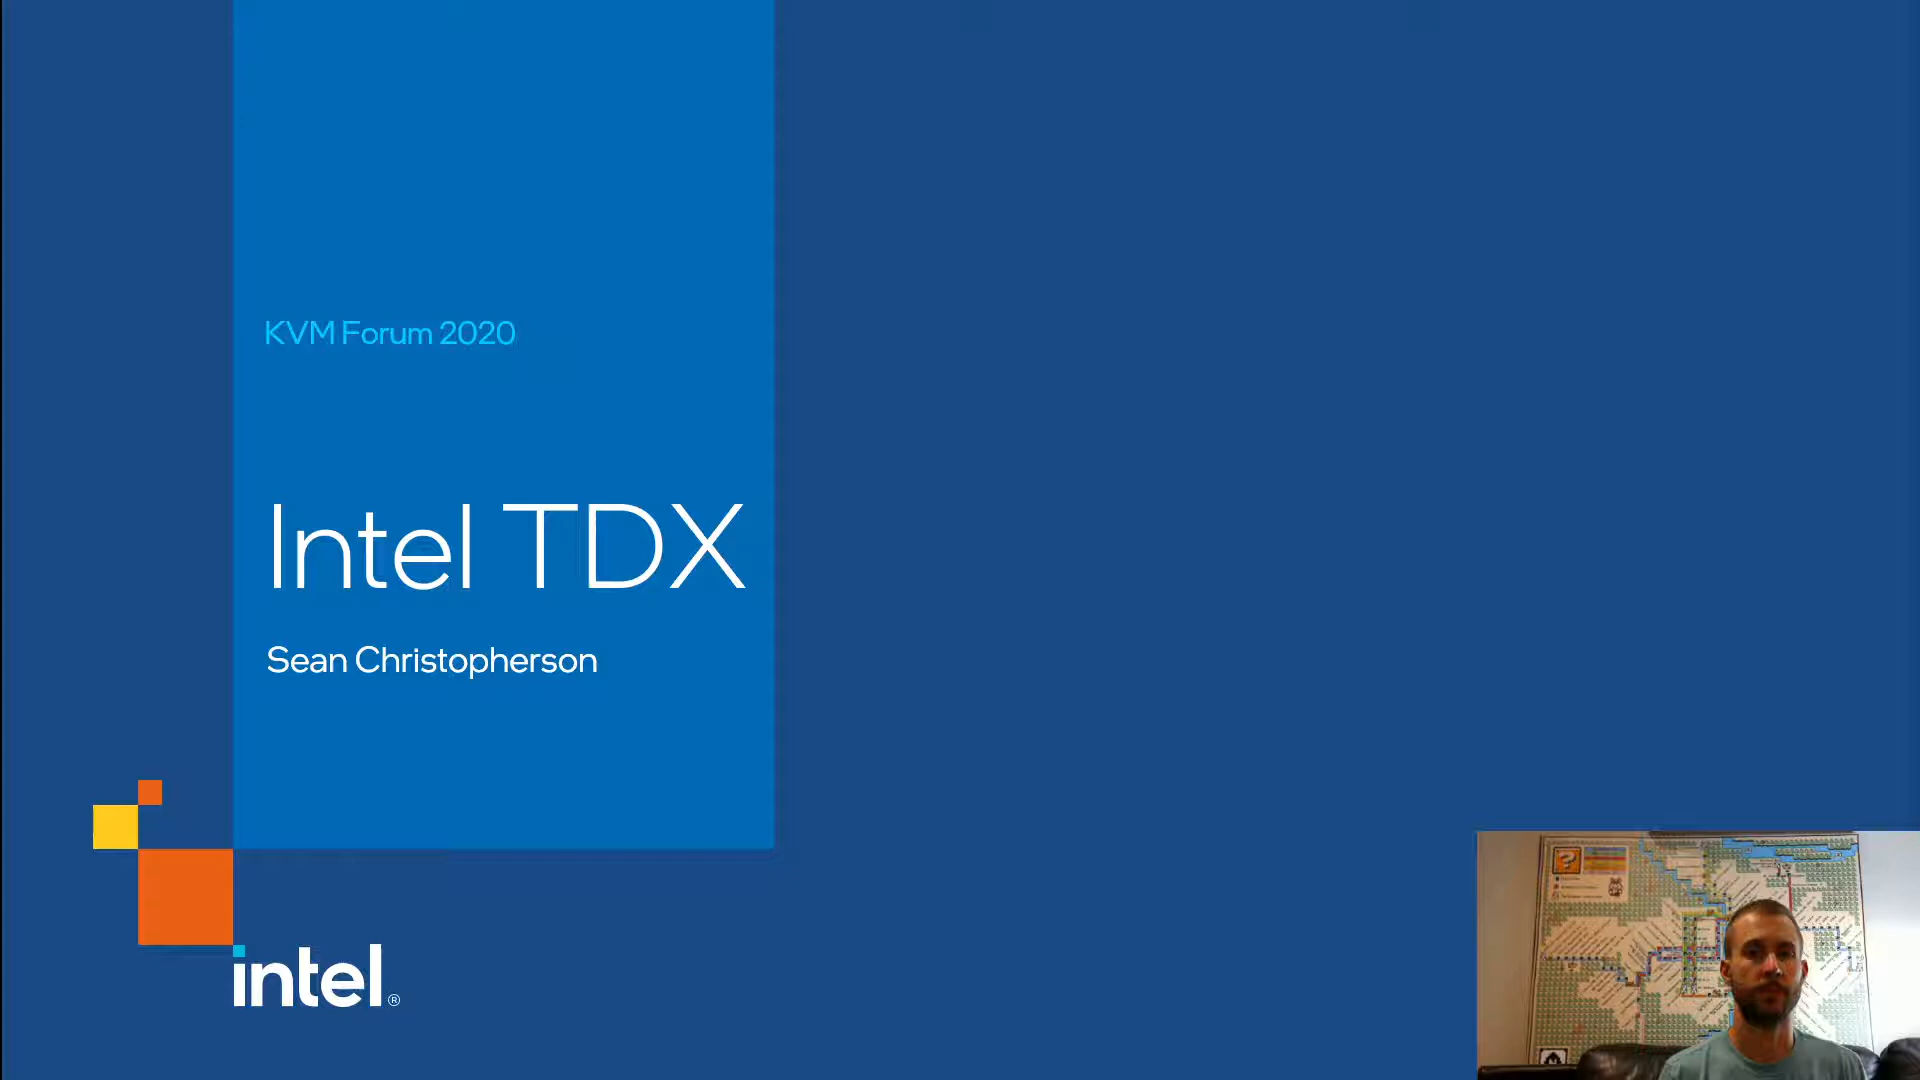 KVM Forum 2020
Intel TDX
Sean Christopherson
intel®
?